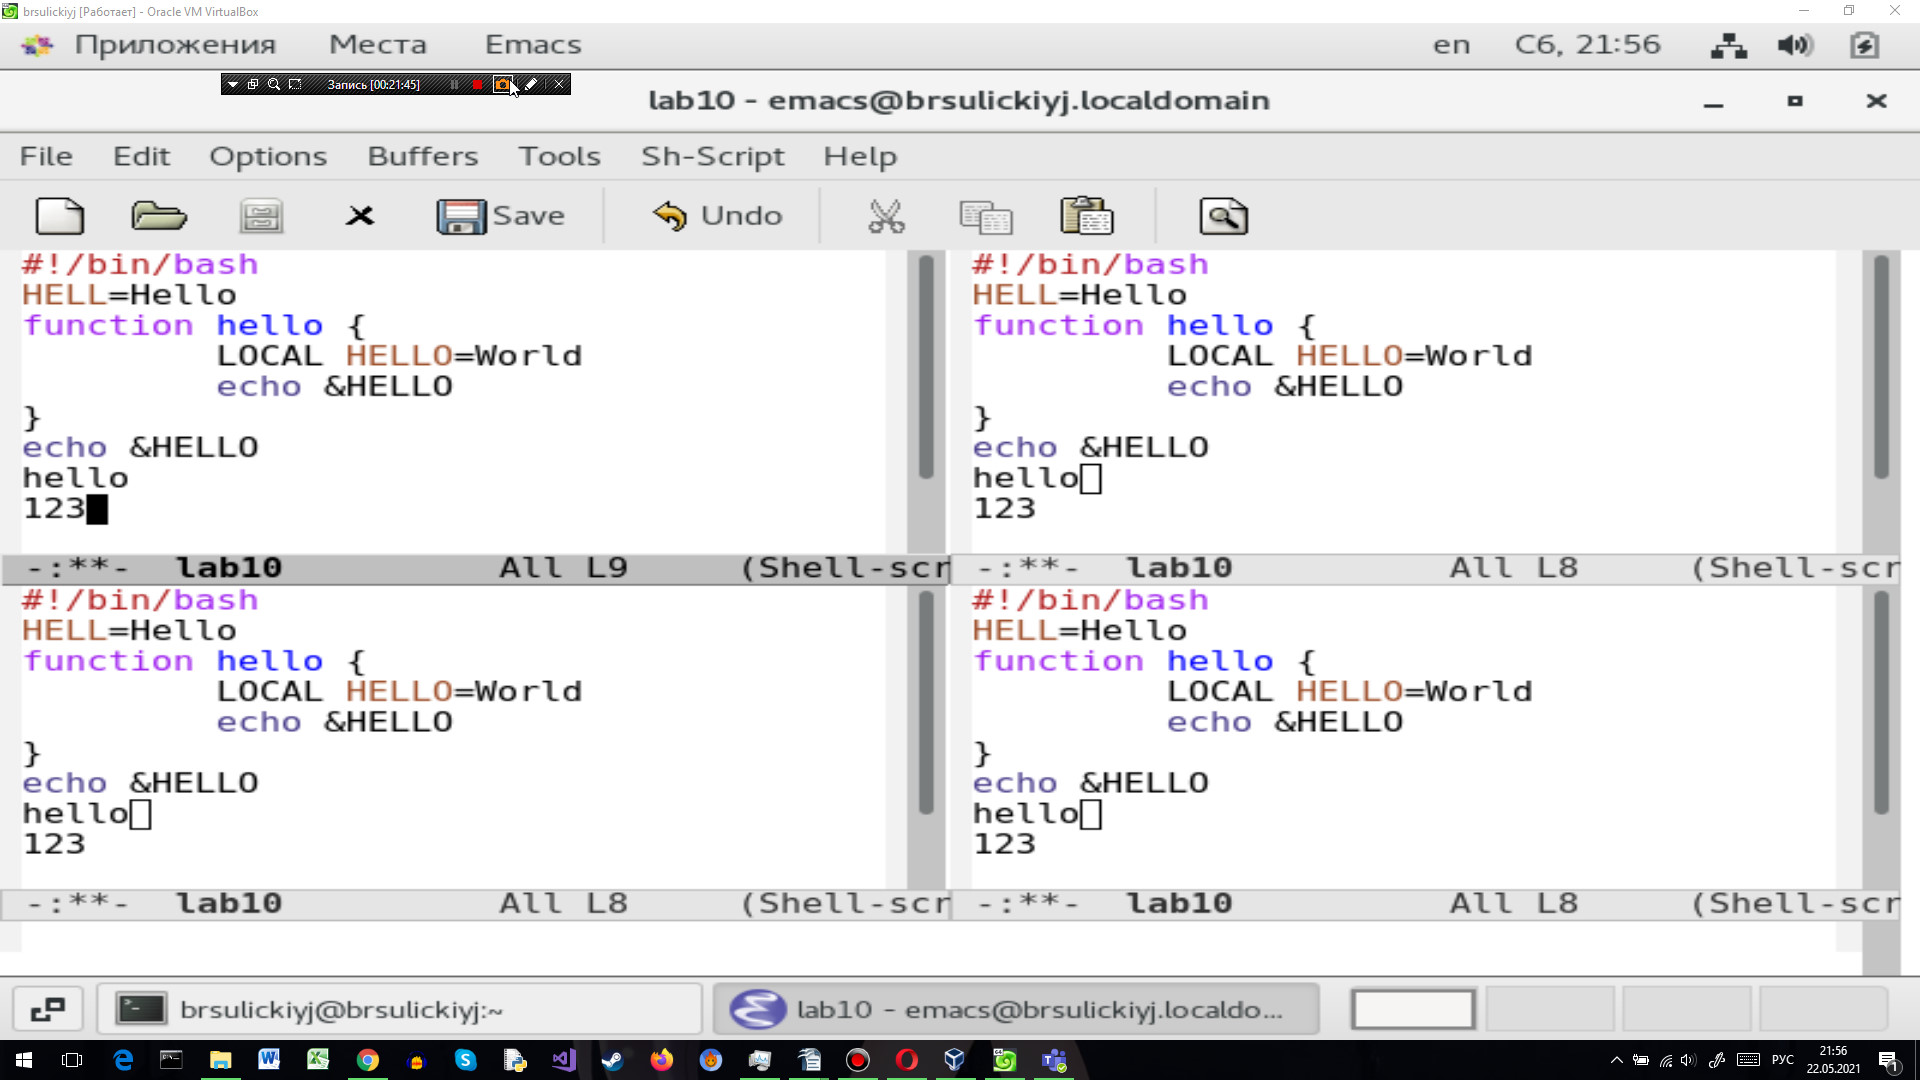 brsulickiyj [Работает] - Oracle VM VirtualBox
Приложения Места Emacs en Сб, 21:56
Запись [00:21:45]
lab10 - emacs@brsulickiyj.localdomain
File Edit Options Buffers Tools Sh-Script Help
Save Undo
#!/bin/bash
HELL=Hello
function hello {
LOCAL HELLO=World
echo &HELLO
}
echo &HELLO
hello
123
-:**- lab10 All L9 (Shell-scr
#!/bin/bash
HELL=Hello
function hello {
LOCAL HELLO=World
echo &HELLO
}
echo &HELLO
hello
123
-:**- lab10 All L8 (Shell-scr
#!/bin/bash
HELL=Hello
function hello {
LOCAL HELLO=World
echo &HELLO
}
echo &HELLO
hello
123
-:**- lab10 All L8 (Shell-scr
#!/bin/bash
HELL=Hello
function hello {
LOCAL HELLO=World
echo &HELLO
}
echo &HELLO
hello
123
-:**- lab10 All L8 (Shell-scr
brsulickiyj@brsulickiyj:~
lab10 - emacs@brsulickiyj.localdo...
РУС
21:56
22.05.2021
1